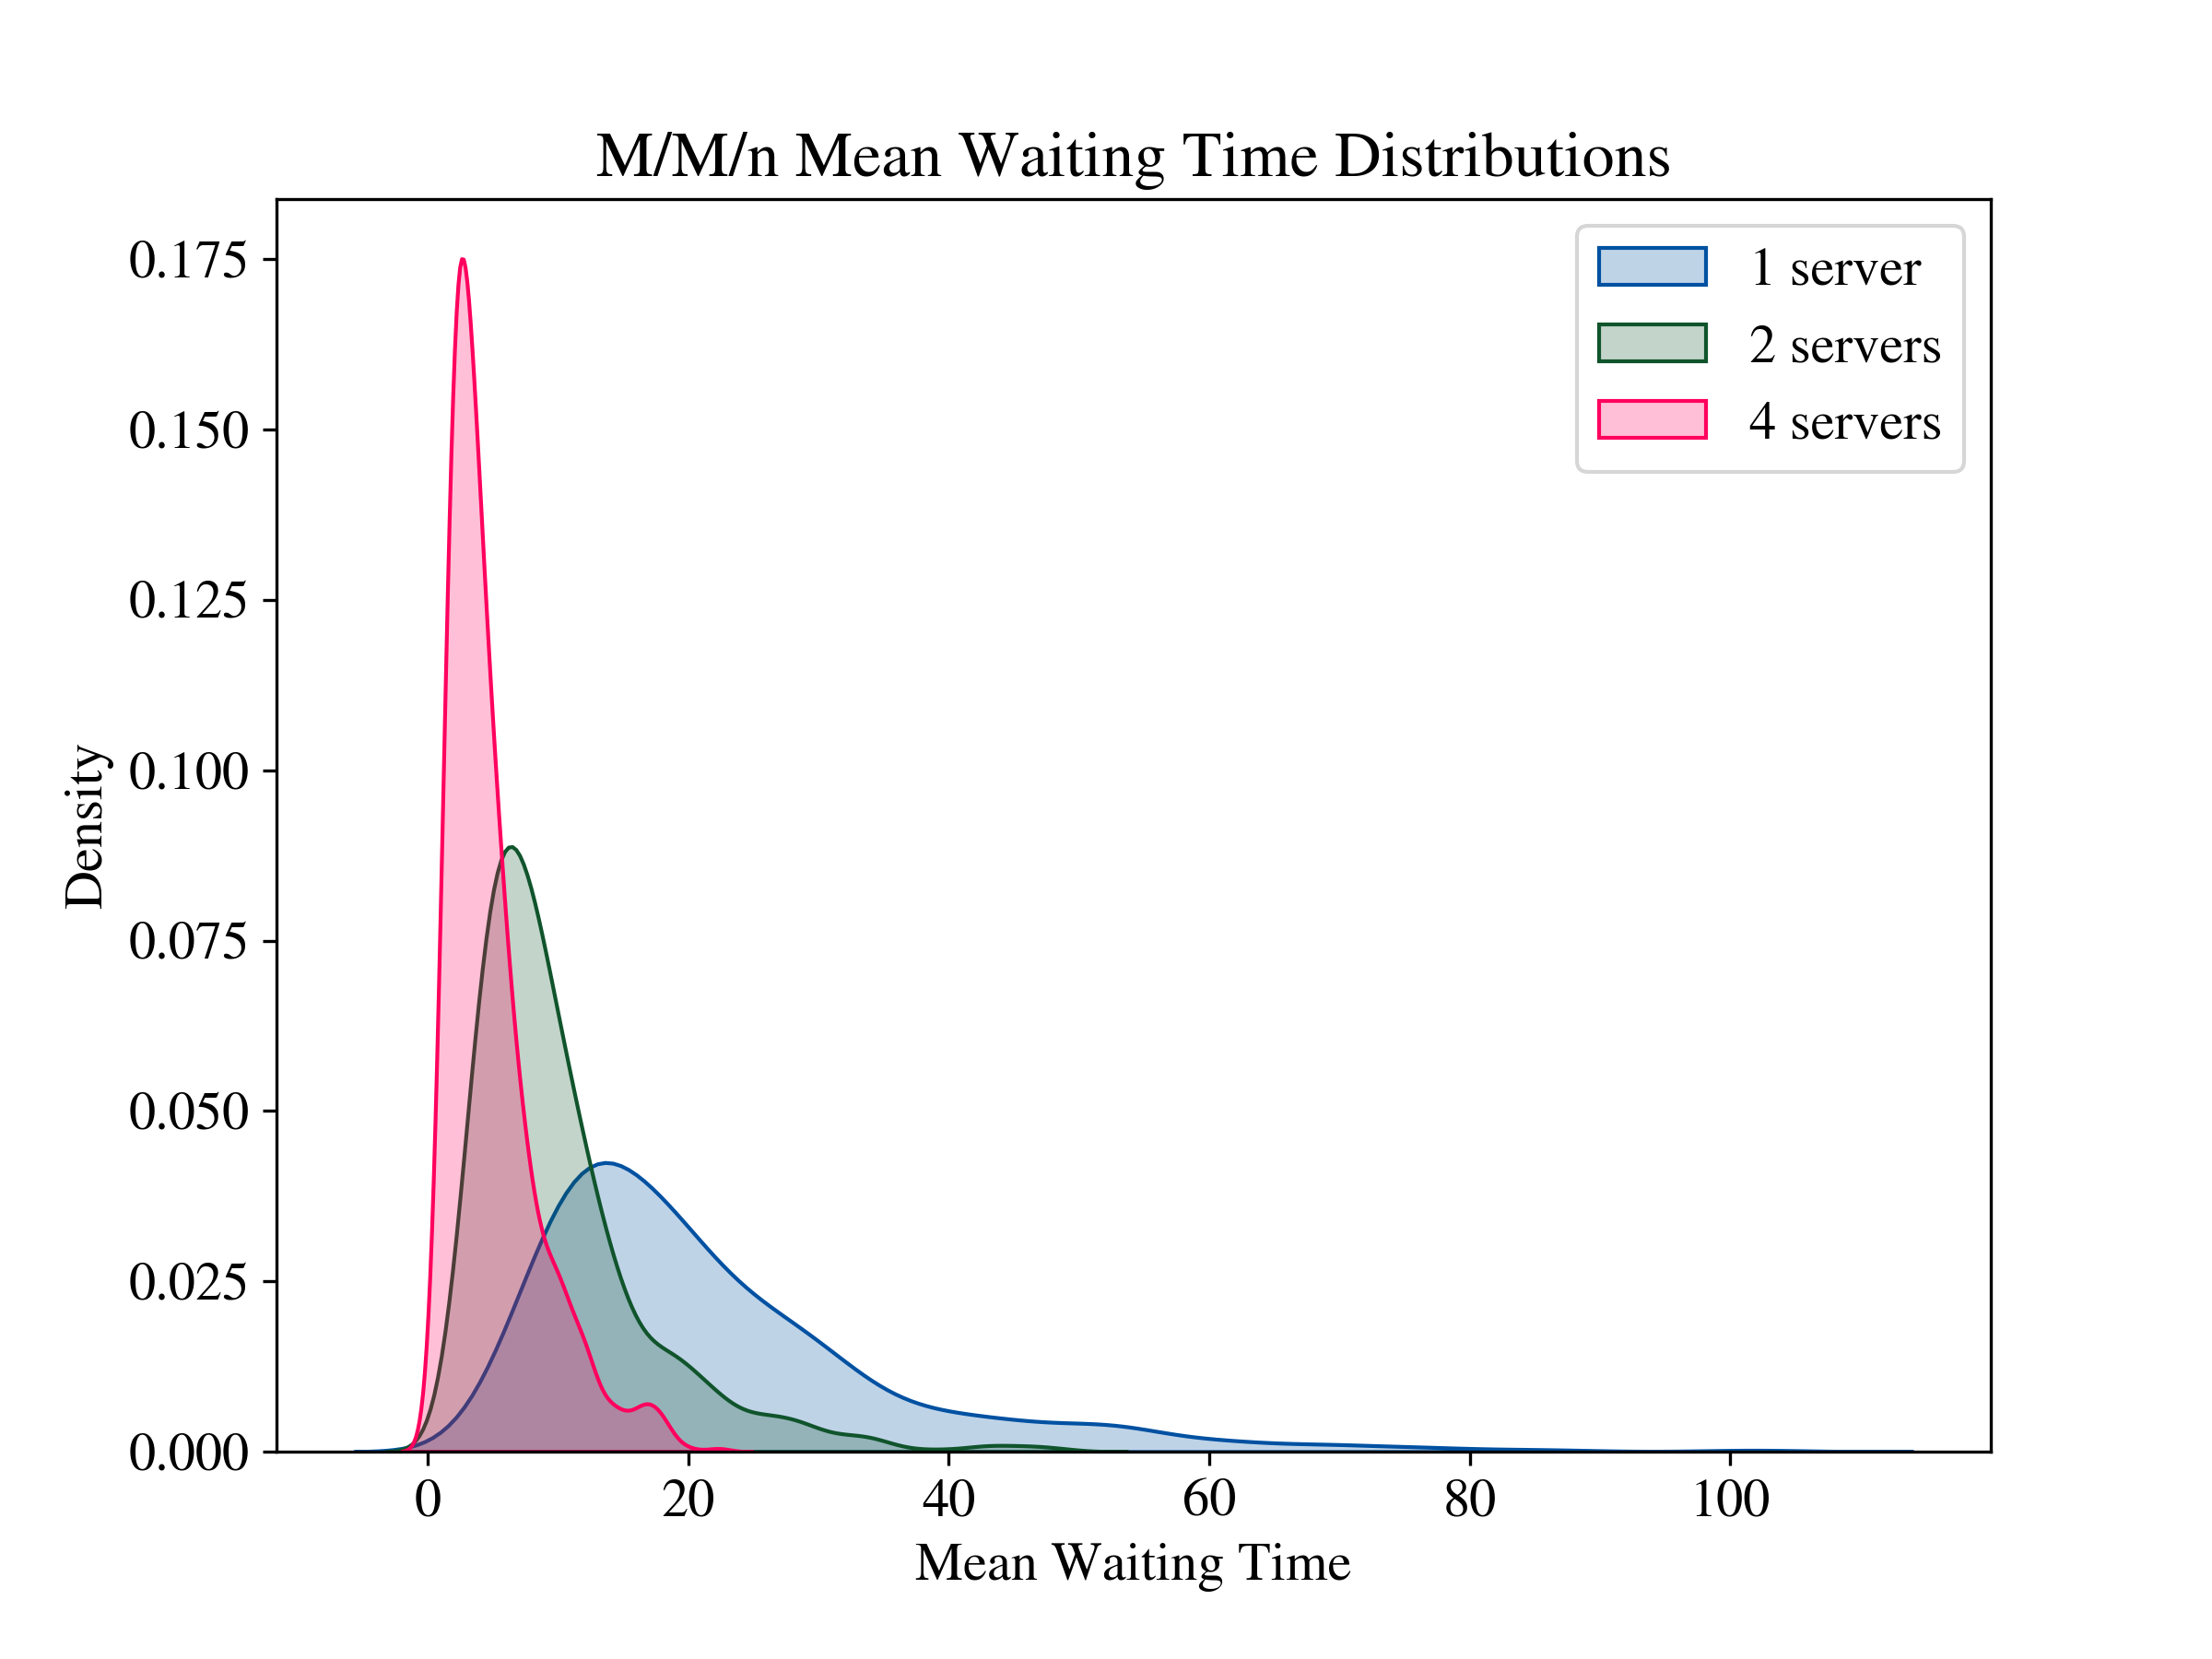 M/M/n Mean Waiting Time Distributions
1 server
2 servers
4 servers
Density
0.175
0.150
0.125
0.100
0.075
0.050
0.025
0.000
0 20 40 60 80 100
Mean Waiting Time